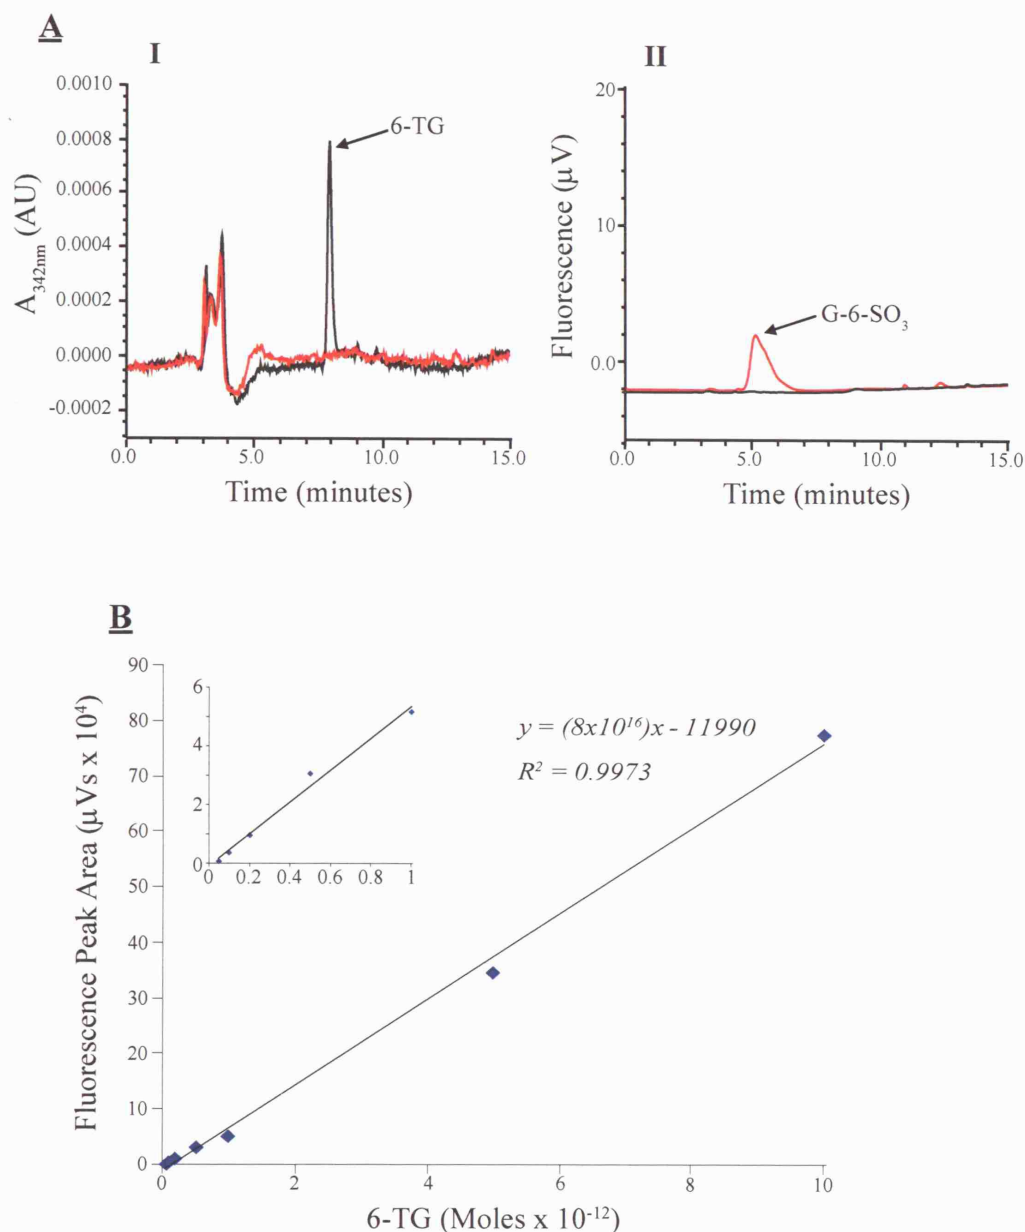 A
I
II
0.0010
0.0008
0.0006
0.0004
0.0002
0.0000
-0.0002
A342nm (AU)
6-TG
0.0
5.0
10.0
15.0
Time (minutes)
20
10
0.0
Fluorescence (µV)
G-6-SO3
0.0
5.0
10.0
15.0
Time (minutes)
B
90
80
70
60
50
40
30
20
10
0
Fluorescence Peak Area (µVs x 10^4)
6
4
2
0
0 0.2 0.4 0.6 0.8 1
y = (8x10^16)x - 11990
R^2 = 0.9973
0 2 4 6 8 10
6-TG (Moles x 10^-12)